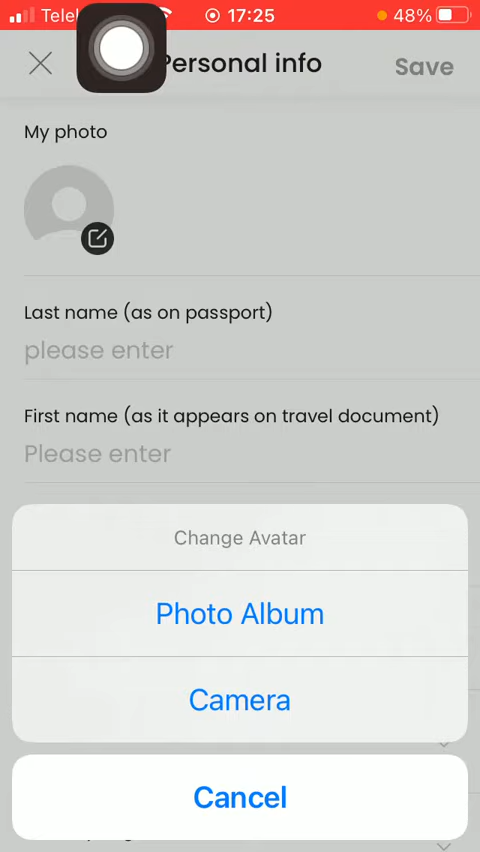 17:25
48%
Personal info
Save
My photo
Last name (as on passport)
please enter
First name (as it appears on travel document)
Please enter
Change Avatar
Photo Album
Camera
Cancel